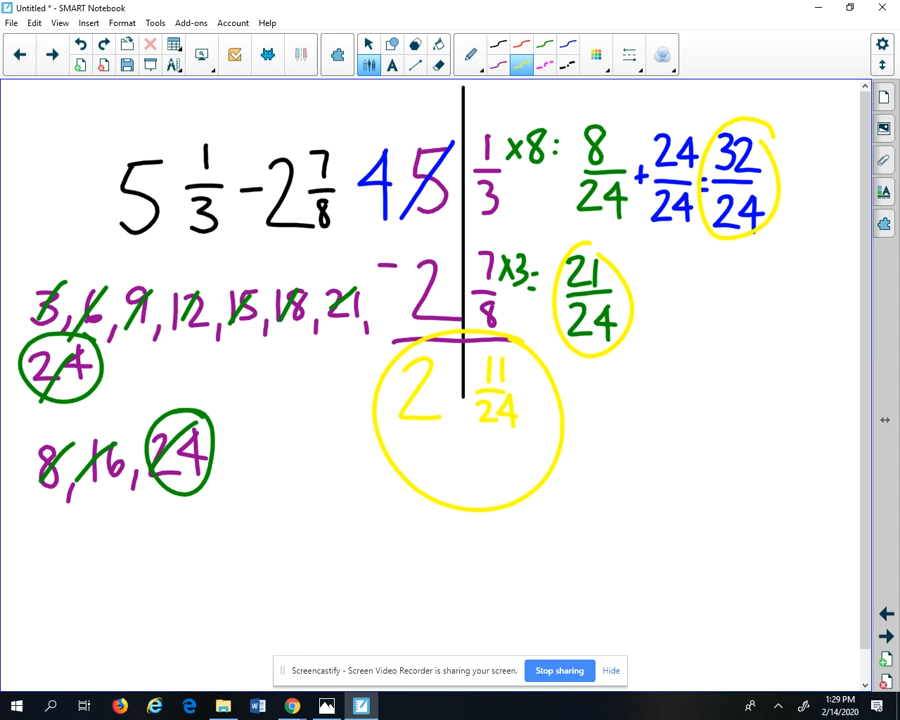 Untitled * - SMART Notebook
File Edit View Insert Format Tools Add-ons Account Help
5 1/3 - 2 7/8
4 5 1/3 x8: 8/24 + 24/24 = 32/24
- 2 7/8 x3= 21/24
2 11/24
3, 6, 9, 12, 15, 18, 21,
24
8, 16, 24
Screencastify - Screen Video Recorder is sharing your screen. Stop sharing Hide
1:29 PM
2/14/2020